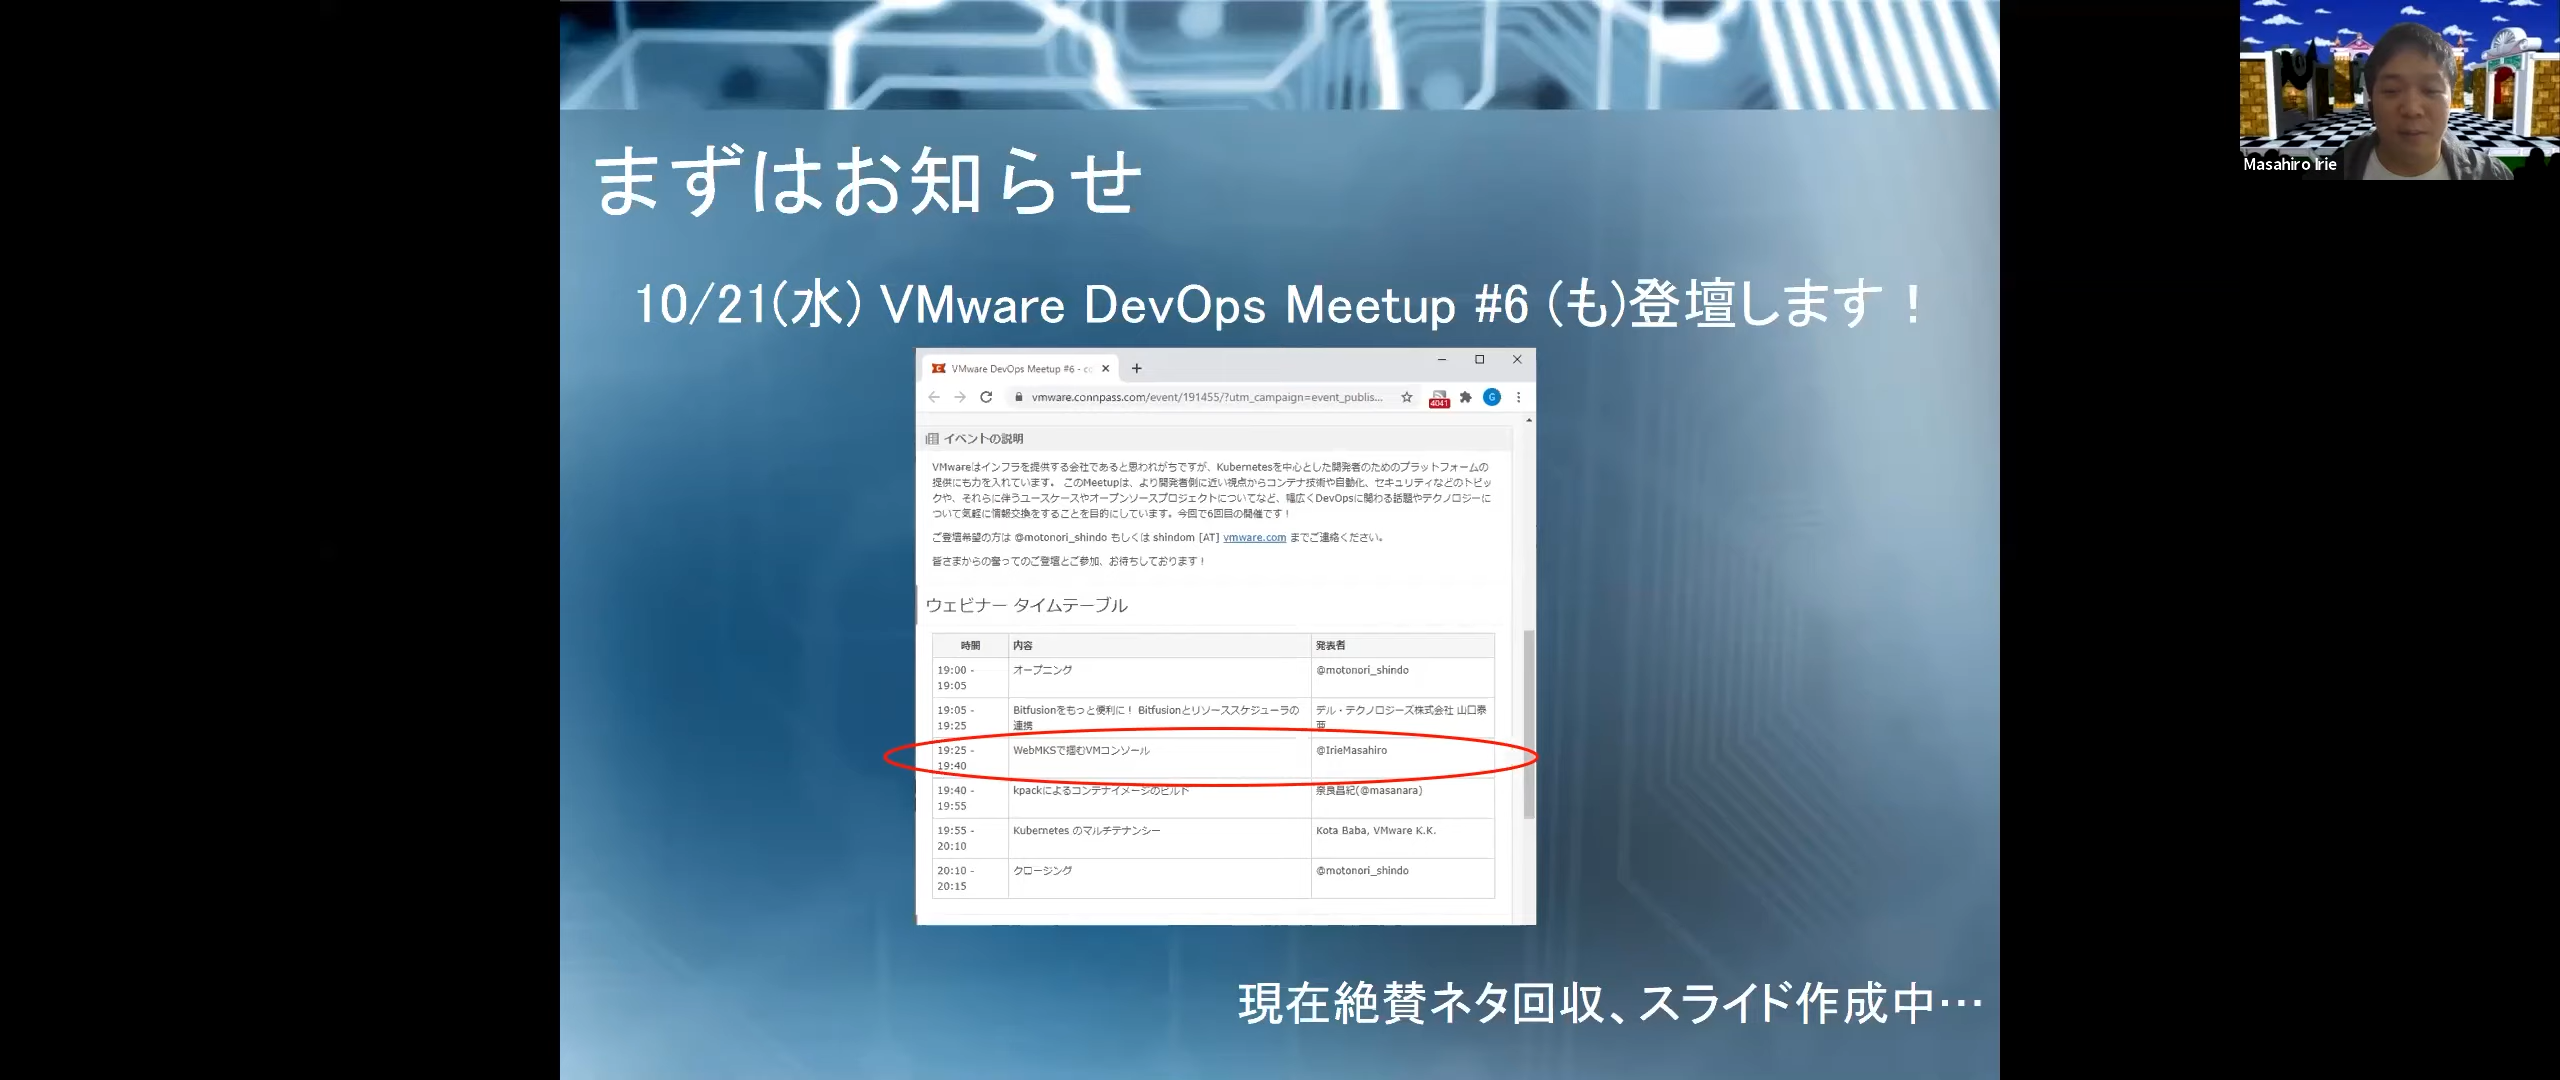 まずはお知らせ
10/21(水) VMware DevOps Meetup #6 (も)登壇します！
VMware DevOps Meetup #6 - co
vmware.connpass.com/event/191455/?utm_campaign=event_publis...
4041
G
イベントの説明
VMwareはインフラを提供する会社であると思われがちですが、Kubernetesを中心とした開発者のためのプラットフォームの
提供にも力を入れています。 このMeetupは、より開発者側に近い視点からコンテナ技術や自動化、セキュリティなどのトピッ
クや、それらに伴うユースケースやオープンソースプロジェクトについてなど、幅広くDevOpsに関わる話題やテクノロジーに
ついて気軽に情報交換をすることを目的にしています。今回で6回目の開催です！
ご登壇希望の方は @motonori_shindo もしくは shindom [AT] vmware.com までご連絡ください。
皆さまからの奮ってのご登壇とご参加、お待ちしております！
ウェビナー タイムテーブル
時間 内容 発表者
19:00 - 19:05 オープニング @motonori_shindo
19:05 - 19:25 Bitfusionをもっと便利に！ Bitfusionとリソーススケジューラの連携 デル・テクノロジーズ株式会社 山口泰亜
19:25 - 19:40 WebMKSで掴むVMコンソール @IrieMasahiro
19:40 - 19:55 kpackによるコンテナイメージのビルド 奈良昌紀(@masanara)
19:55 - 20:10 Kubernetes のマルチテナンシー Kota Baba, VMware K.K.
20:10 - 20:15 クロージング @motonori_shindo
現在絶賛ネタ回収、スライド作成中…
Masahiro Irie